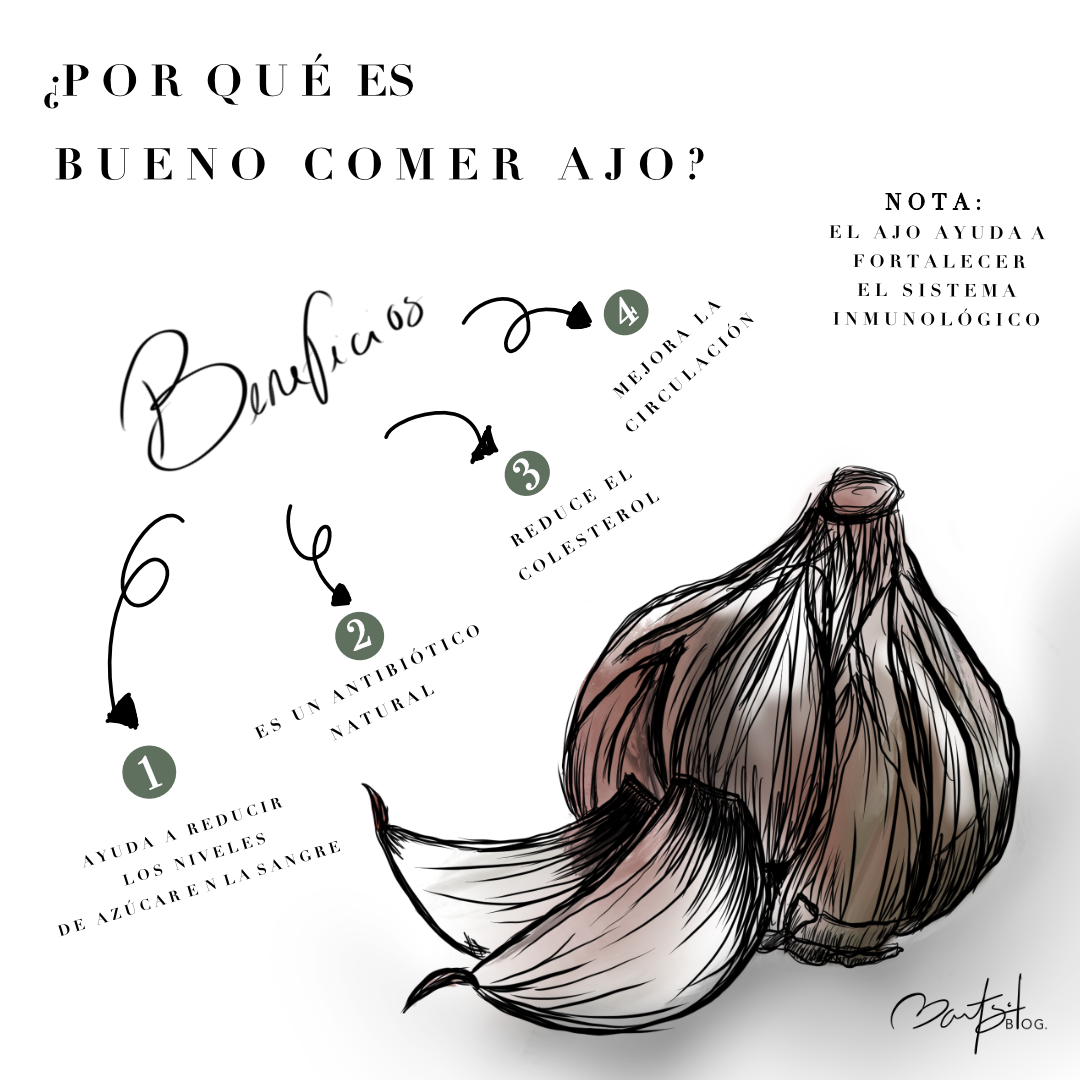 ¿POR QUÉ ES
BUENO COMER AJO?
NOTA:
EL AJO AYUDA A
FORTALECER
EL SISTEMA
INMUNOLÓGICO
Beneficios
1
AYUDA A REDUCIR
LOS NIVELES
DE AZÚCAR EN LA SANGRE
2
ES UN ANTIBIÓTICO
NATURAL
3
REDUCE EL
COLESTEROL
4
MEJORA LA
CIRCULACIÓN
BLOG.